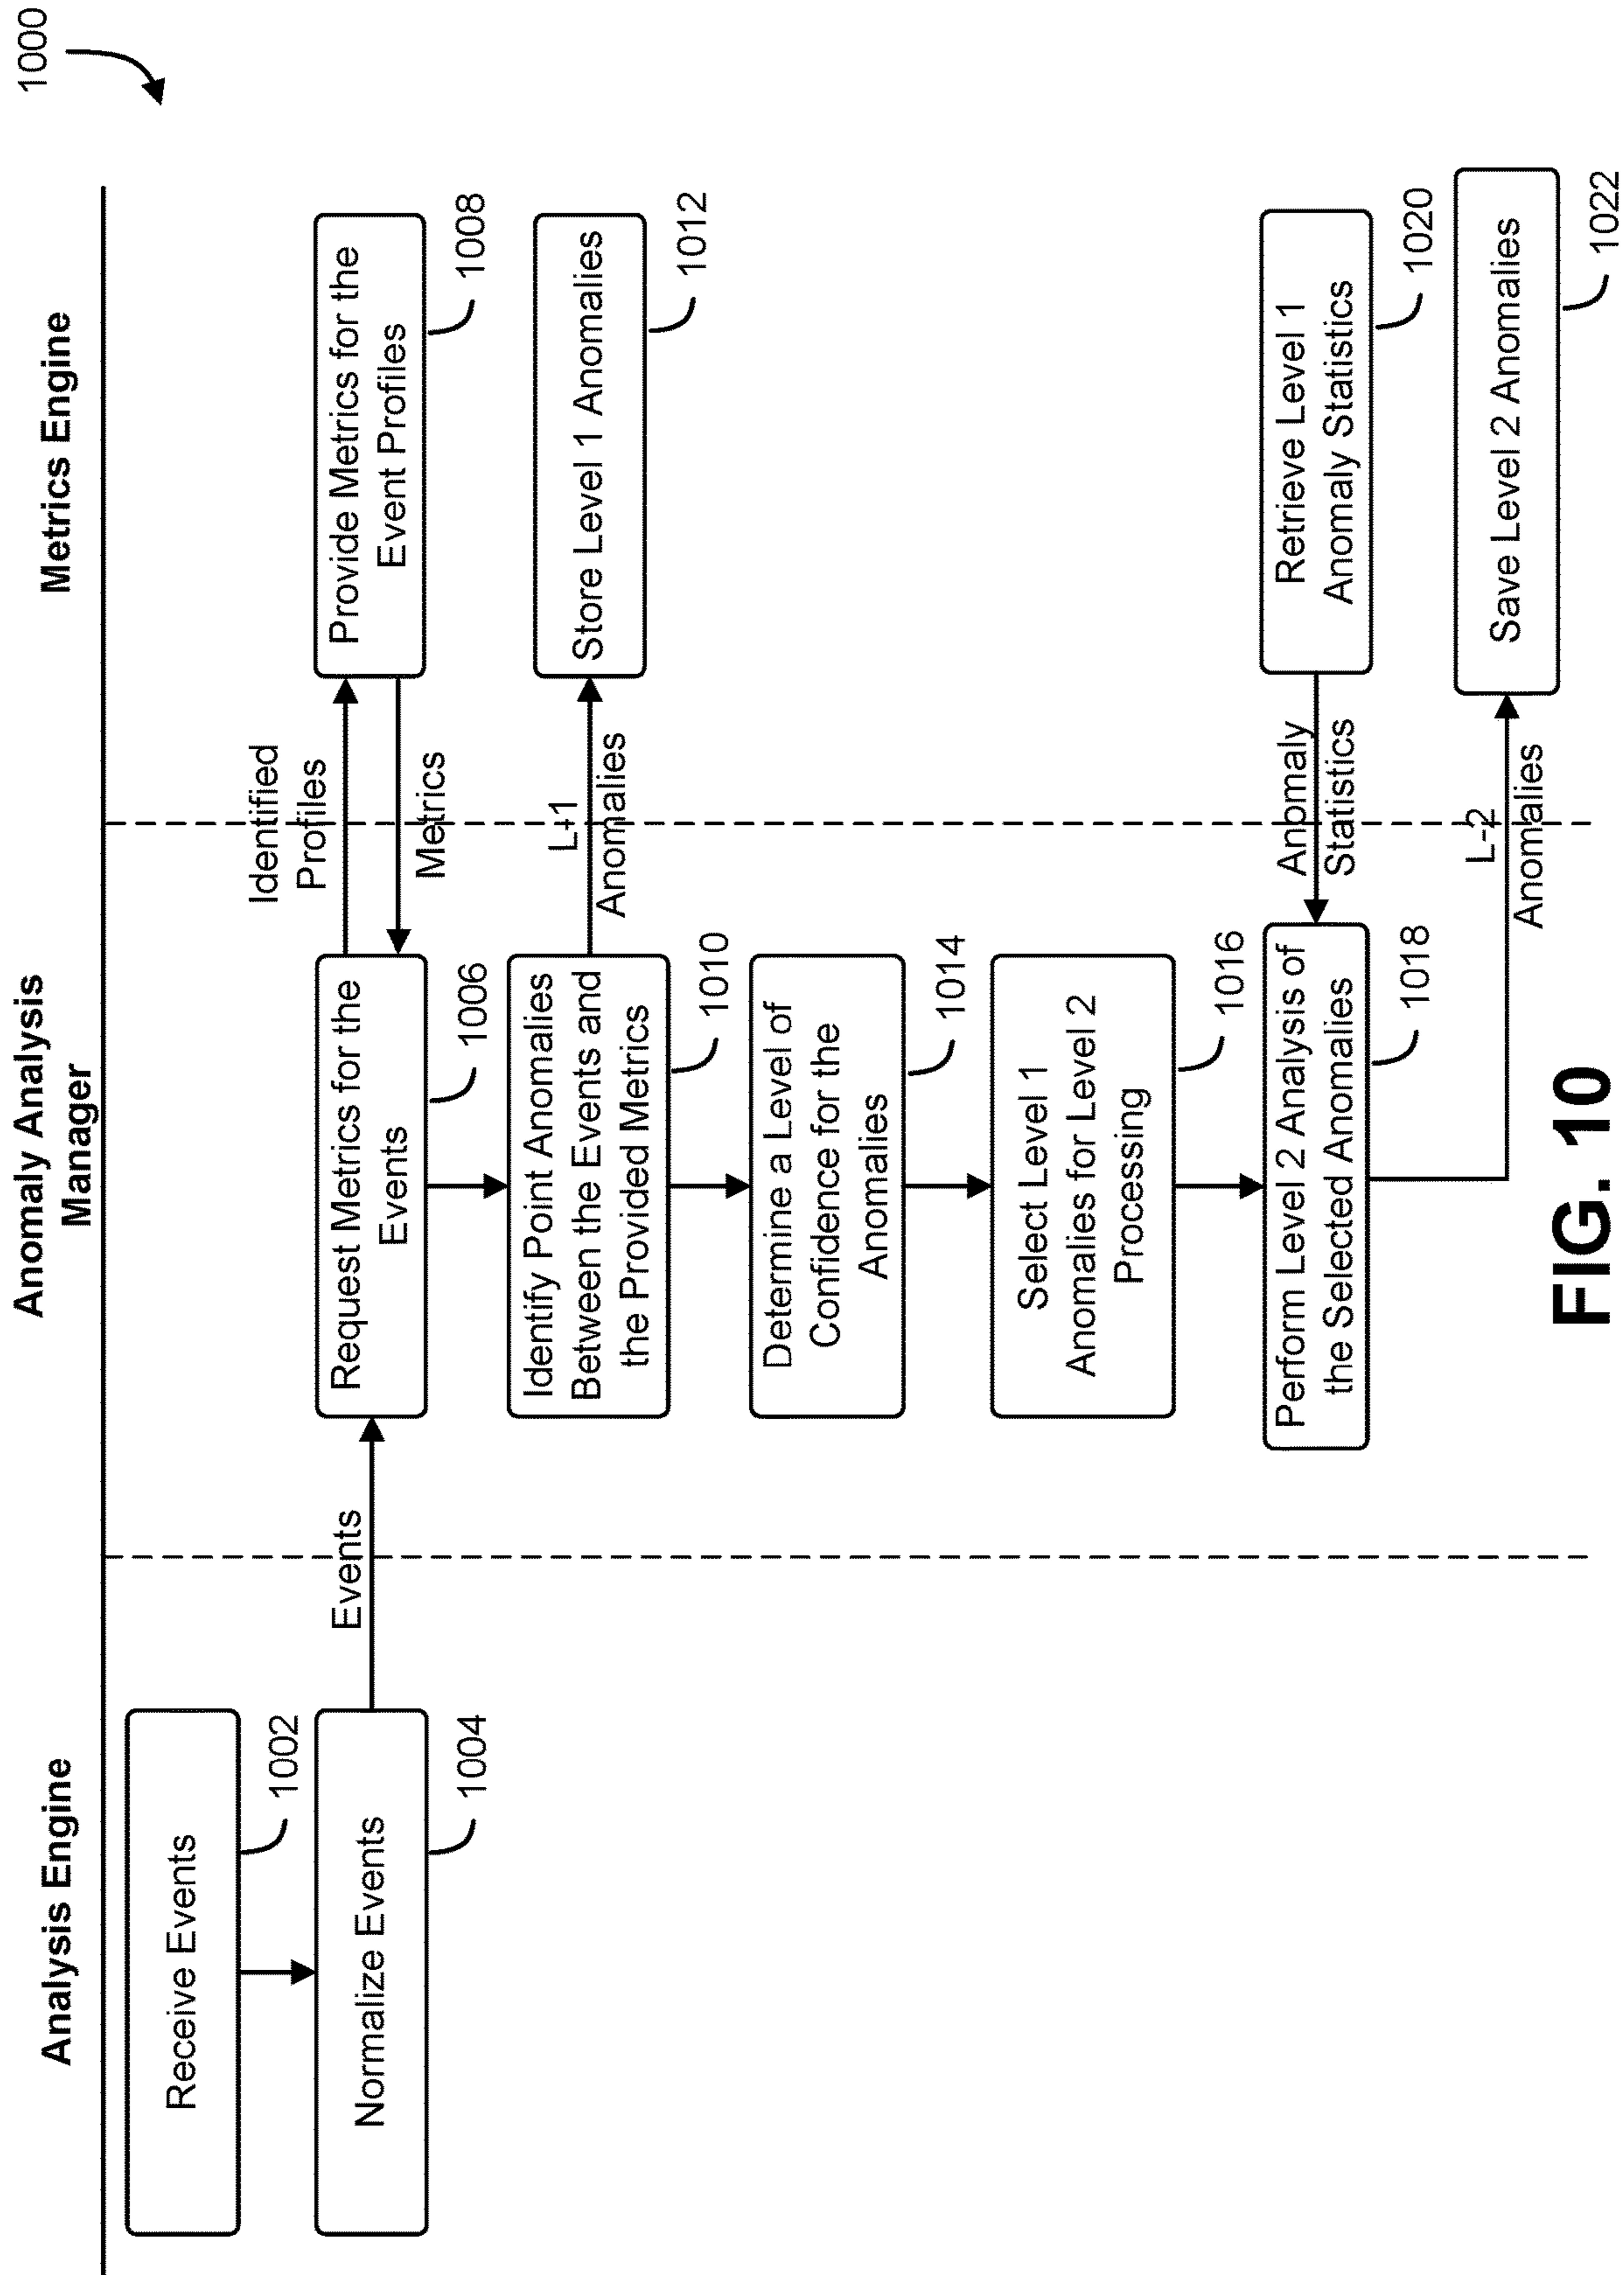 1000
Analysis Engine
Anomaly Analysis
Manager
Metrics Engine
Receive Events
1002
Normalize Events
1004
Events
Request Metrics for the
Events
1006
Identified
Profiles
Metrics
Provide Metrics for the
Event Profiles
1008
Identify Point Anomalies
Between the Events and
the Provided Metrics
1010
L-1
Anomalies
Store Level 1 Anomalies
1012
Determine a Level of
Confidence for the
Anomalies
1014
Select Level 1
Anomalies for Level 2
Processing
1016
Perform Level 2 Analysis of
the Selected Anomalies
1018
Anomaly
Statistics
Retrieve Level 1
Anomaly Statistics
1020
L-2
Anomalies
Save Level 2 Anomalies
1022
FIG. 10